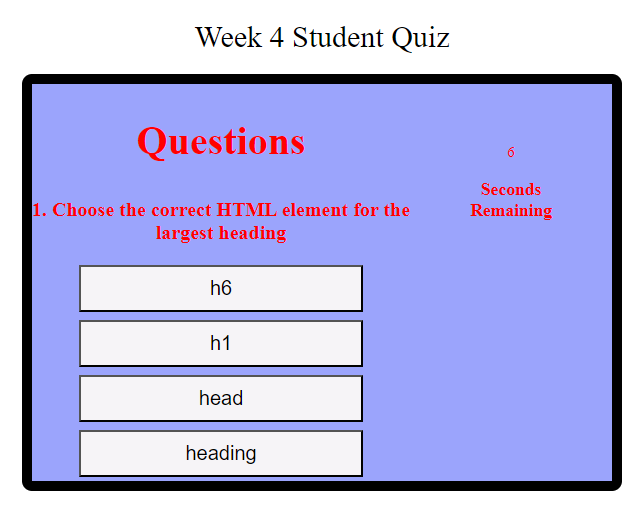 Week 4 Student Quiz
Questions
6
Seconds
Remaining
1. Choose the correct HTML element for the
largest heading
h6
h1
head
heading